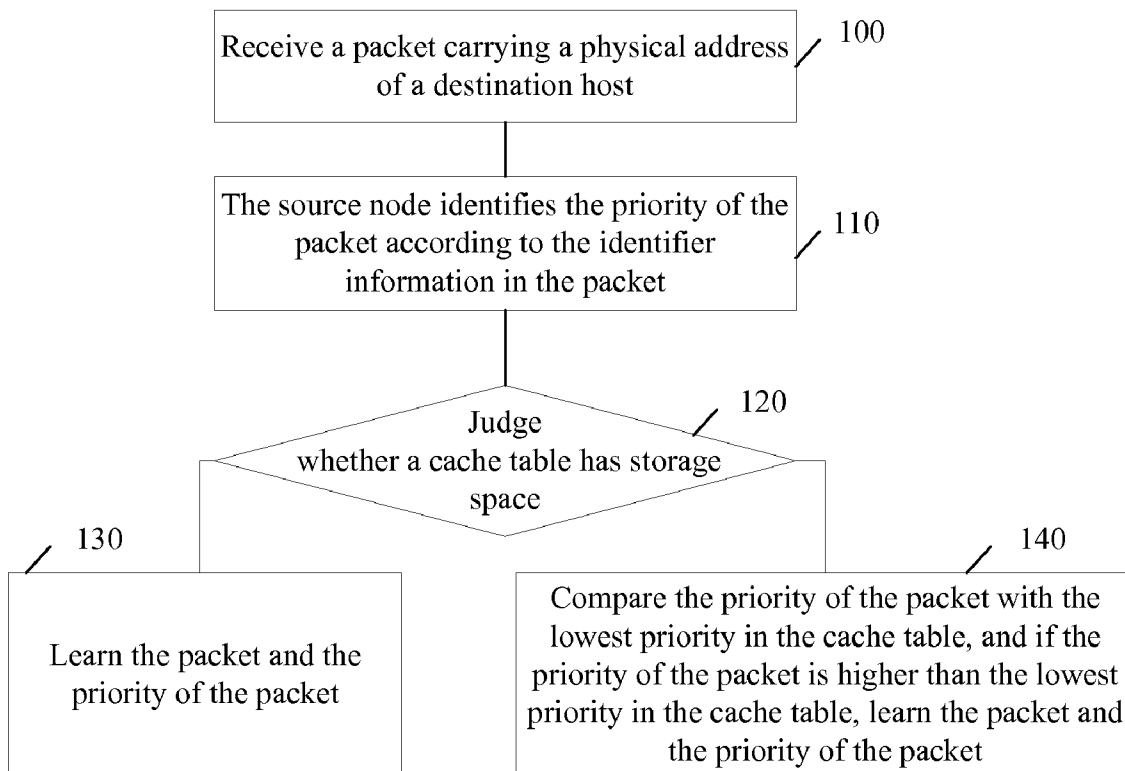 Receive a packet carrying a physical address
of a destination host
100
The source node identifies the priority of the
packet according to the identifier
information in the packet
110
Judge
whether a cache table has storage
space
120
130
Learn the packet and the
priority of the packet
140
Compare the priority of the packet with the
lowest priority in the cache table, and if the
priority of the packet is higher than the lowest
priority in the cache table, learn the packet and
the priority of the packet